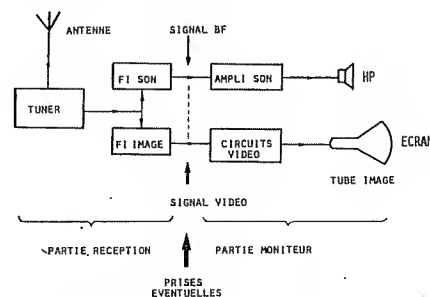 ANTENNE
SIGNAL BF
FI SON
AMPLI SON
HP
TUNER
FI IMAGE
CIRCUITS
VIDEO
ECRAN
TUBE IMAGE
SIGNAL VIDEO
PARTIE RECEPTION
PARTIE MONITEUR
PRISES
EVENTUELLES